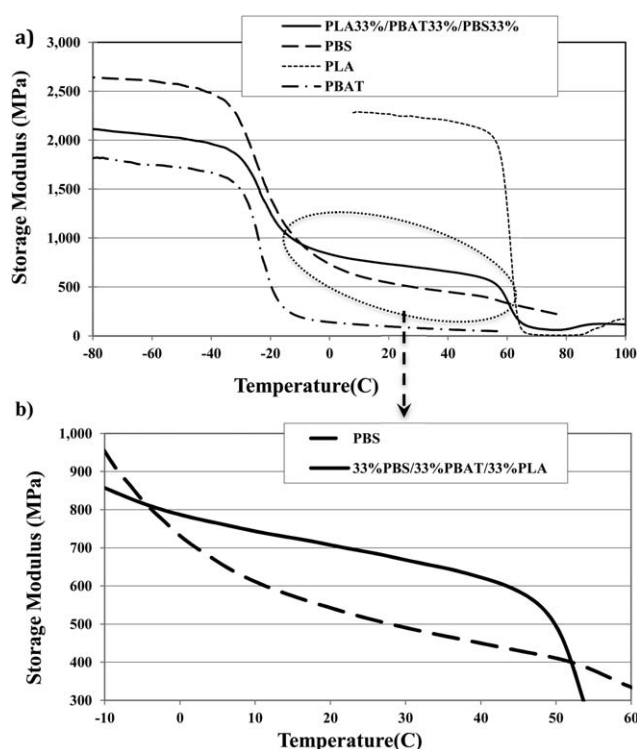 a)
PLA33%/PBAT33%/PBS33%
PBS
PLA
PBAT
3,000
2,500
2,000
1,500
1,000
500
0
Storage Modulus (MPa)
-80 -60 -40 -20 0 20 40 60 80 100
Temperature(C)
b)
PBS
33%PBS/33%PBAT/33%PLA
1,000
900
800
700
600
500
400
300
Storage Modulus (MPa)
-10 0 10 20 30 40 50 60
Temperature(C)